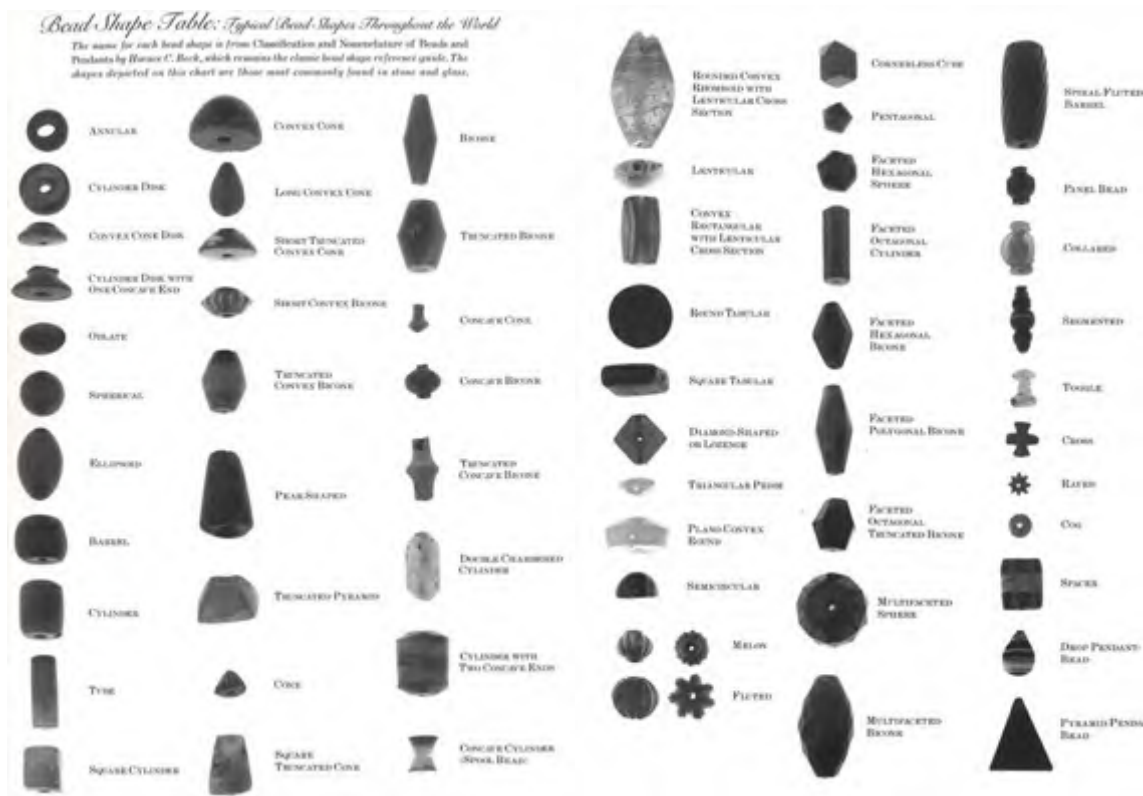 Bead Shape Table: Typical Bead Shapes Throughout the World
The name for each bead shape is from Classification and Nomenclature of Beads and
Pendants by Horace C. Beck, which remains the classic bead shape reference guide. The
shapes depicted on this chart are those most commonly found in stone and glass.
ANNULAR
CYLINDER DISK
CONVEX CONE DISK
CYLINDER DISK WITH
ONE CONCAVE END
OBLATE
SPHERICAL
ELLIPSOID
BARREL
CYLINDER
TUBE
SQUARE CYLINDER
CONVEX CONE
LONG CONVEX CONE
SHORT TRUNCATED
CONVEX CONE
SHORT CONVEX BICONE
TRUNCATED
CONVEX BICONE
PEAR SHAPED
TRUNCATED PYRAMID
CONE
SQUARE
TRUNCATED CONE
BICONE
TRUNCATED BICONE
CONCAVE CONE
CONCAVE BICONE
TRUNCATED
CONCAVE BICONE
DOUBLE CHAMBERED
CYLINDER
CYLINDER WITH
TWO CONCAVE ENDS
CONCAVE CYLINDER
(SPOOL BEAD)
ROUNDED CONVEX
RHOMBOID WITH
LENTICULAR CROSS
SECTION
LENTICULAR
CONVEX
RECTANGULAR
WITH LENTICULAR
CROSS SECTION
ROUND TABULAR
SQUARE TABULAR
DIAMOND-SHAPED
OR LOZENGE
TRIANGULAR PRISM
PLANO CONVEX
ROUND
SEMICIRCULAR
MELON
FLUTED
CORNERLESS CUBE
PENTAGONAL
FACETED
HEXAGONAL
SPHERE
FACETED
OCTAGONAL
CYLINDER
FACETED
HEXAGONAL
BICONE
FACETED
POLYGONAL BICONE
FACETED
OCTAGONAL
TRUNCATED BICONE
MULTIFACETED
SPHERE
MULTIFACETED
BICONE
SPIRAL FLUTED
BARREL
PANEL BEAD
COLLARED
SEGMENTED
TOGGLE
CROSS
RAYED
COG
SPACER
DROP PENDANT-
BEAD
PYRAMID PENDA
BEAD